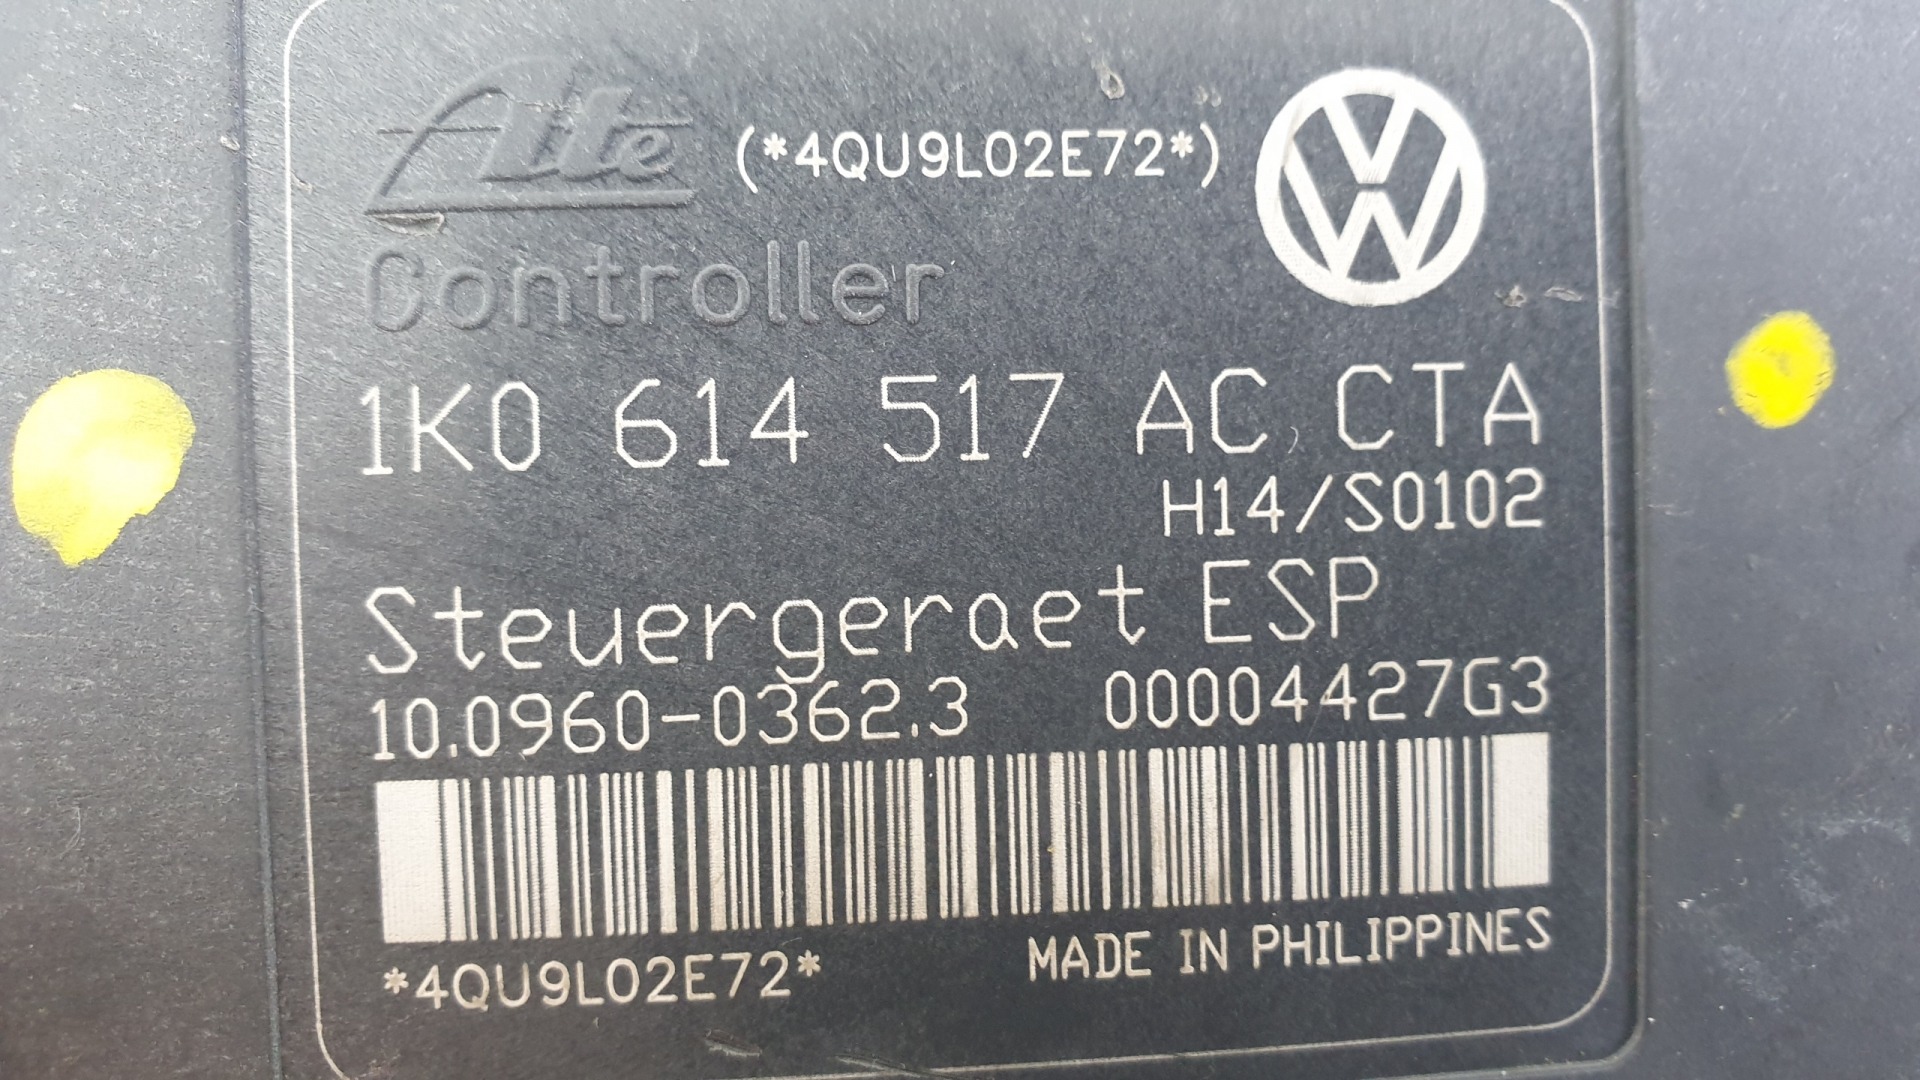 Ate (*4QU9L02E72*)
Controller
1K0 614 517 AC CTA
H14/S0102
Steuergeraet ESP
10.0960-0362.3 00004427G3
*4QU9L02E72* MADE IN PHILIPPINES